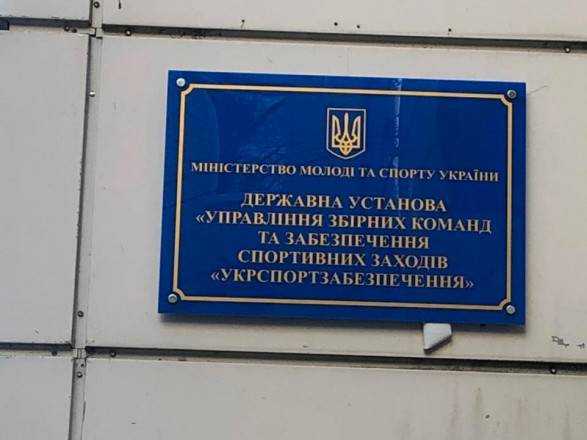 МІНІСТЕРСТВО МОЛОДІ ТА СПОРТУ УКРАЇНИ
ДЕРЖАВНА УСТАНОВА
«УПРАВЛІННЯ ЗБІРНИХ КОМАНД
ТА ЗАБЕЗПЕЧЕННЯ
СПОРТИВНИХ ЗАХОДІВ
«УКРСПОРТЗАБЕЗПЕЧЕННЯ»